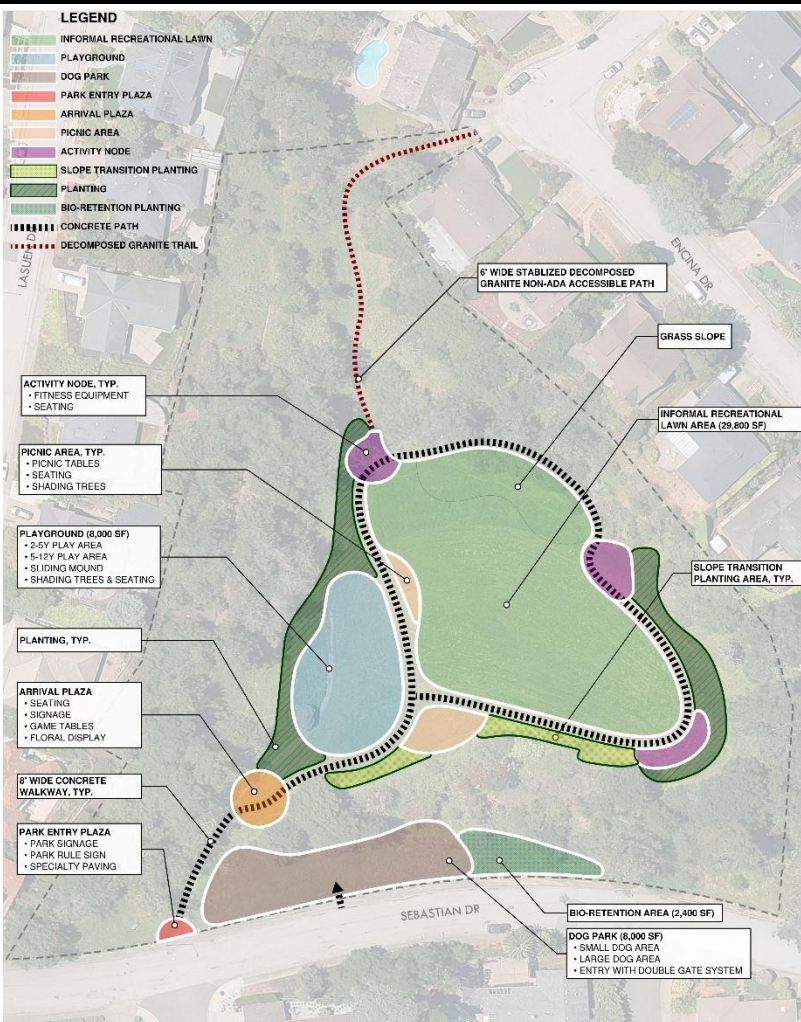 LEGEND
INFORMAL RECREATIONAL LAWN
PLAYGROUND
DOG PARK
PARK ENTRY PLAZA
ARRIVAL PLAZA
PICNIC AREA
ACTIVITY NODE
SLOPE TRANSITION PLANTING
PLANTING
BIO-RETENTION PLANTING
CONCRETE PATH
DECOMPOSED GRANITE TRAIL
LASUEN D
ENCINA DR
6' WIDE STABLIZED DECOMPOSED
GRANITE NON-ADA ACCESSIBLE PATH
GRASS SLOPE
ACTIVITY NODE, TYP.
• FITNESS EQUIPMENT
• SEATING
INFORMAL RECREATIONAL
LAWN AREA (29,800 SF)
PICNIC AREA, TYP.
• PICNIC TABLES
• SEATING
• SHADING TREES
PLAYGROUND (8,000 SF)
• 2-5Y PLAY AREA
• 5-12Y PLAY AREA
• SLIDING MOUND
• SHADING TREES & SEATING
SLOPE TRANSITION
PLANTING AREA, TYP.
PLANTING, TYP.
ARRIVAL PLAZA
• SEATING
• SIGNAGE
• GAME TABLES
• FLORAL DISPLAY
8' WIDE CONCRETE
WALKWAY, TYP.
PARK ENTRY PLAZA
• PARK SIGNAGE
• PARK RULE SIGN
• SPECIALTY PAVING
SEBASTIAN DR
BIO-RETENTION AREA (2,400 SF)
DOG PARK (8,000 SF)
• SMALL DOG AREA
• LARGE DOG AREA
• ENTRY WITH DOUBLE GATE SYSTEM